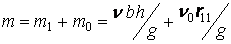 m = m₁ + m₀ = νbh/g + ν₀r₁₁/g